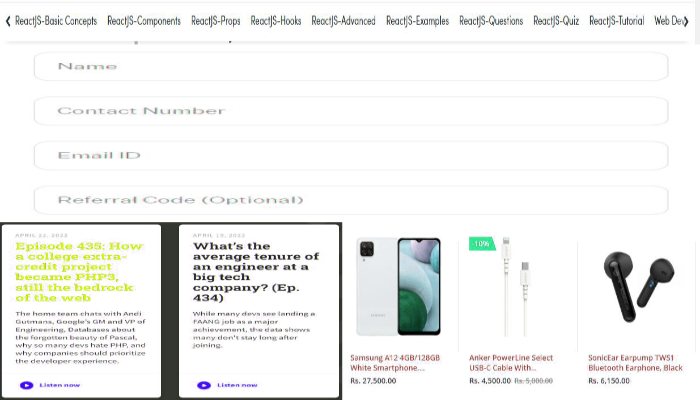 ReactJS-Basic Concepts ReactJS-Components ReactJS-Props ReactJS-Hooks ReactJS-Advanced ReactJS-Examples ReactJS-Questions ReactJS-Quiz ReactJS-Tutorial Web Dev
Name
Contact Number
Email ID
Referral Code (Optional)
APRIL 22, 2022
Episode 435: How
a college extra-
credit project
became PHP3,
still the bedrock
of the web
The home team chats with Andi
Gutmans, Google's GM and VP of
Engineering, Databases about
the forgotten beauty of Pascal,
why so many devs hate PHP, and
why companies should prioritize
the developer experience.
Listen now
What's the
average tenure of
an engineer at a
big tech
company? (Ep.
434)
While many devs see landing a
FAANG job as a major
achievement, the data shows
many don't stay long after
joining.
Listen now
SAMSUNG
Samsung A12 4GB/128GB
White Smartphone...
Rs. 27,500.00
-10%
Anker PowerLine Select
USB-C Cable With...
Rs. 4,500.00 Rs. 5,000.00
SonicEar Earpump TWS1
Bluetooth Earphone, Black
Rs. 6,150.00